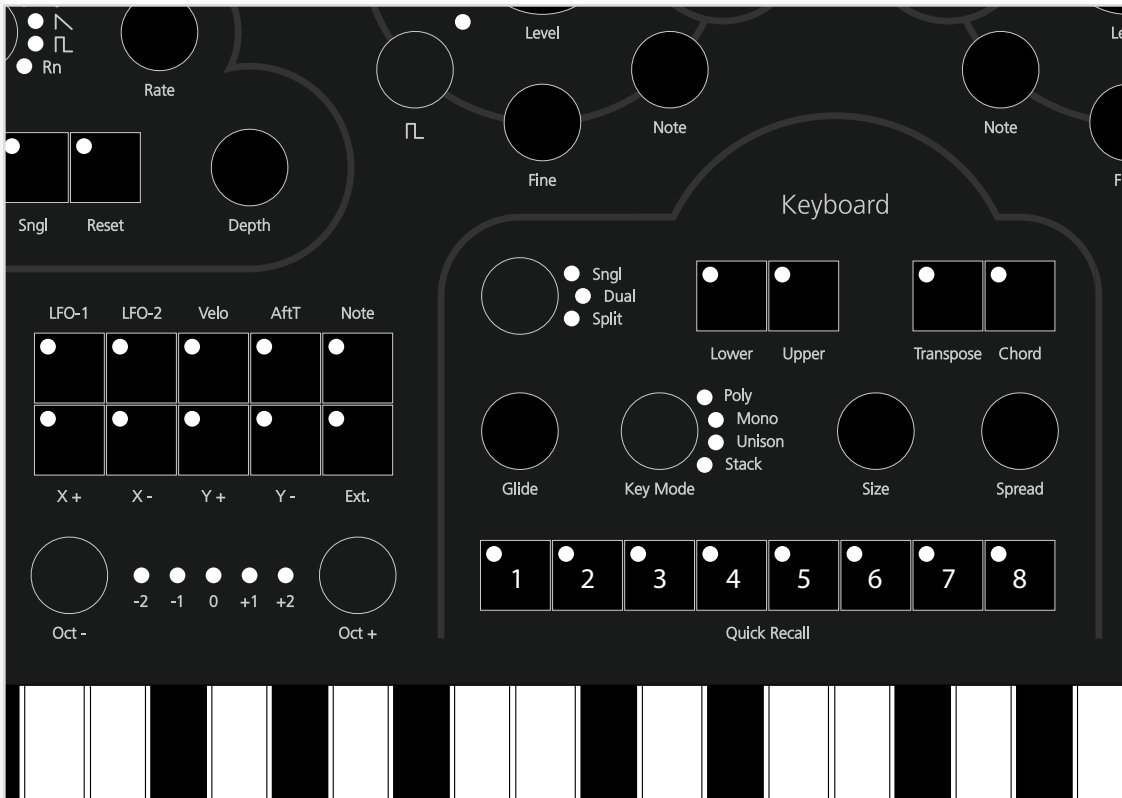 Rn
Rate
Level
Note
Note
Fine
Sngl
Reset
Depth
Keyboard
Sngl
Dual
Split
LFO-1
LFO-2
Velo
AftT
Note
Lower
Upper
Transpose
Chord
Poly
Mono
Unison
Stack
X +
X -
Y +
Y -
Ext.
Glide
Key Mode
Size
Spread
1
2
3
4
5
6
7
8
-2
-1
0
+1
+2
Oct -
Oct +
Quick Recall